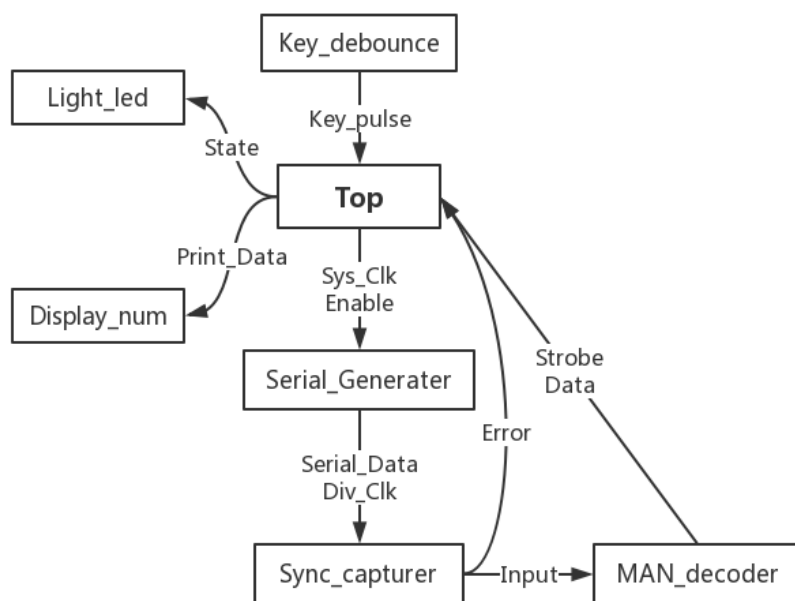 Key_debounce
Light_led
Key_pulse
State
Top
Print_Data
Sys_Clk
Enable
Display_num
Strobe
Data
Serial_Generater
Error
Serial_Data
Div_Clk
Sync_capturer
Input
MAN_decoder